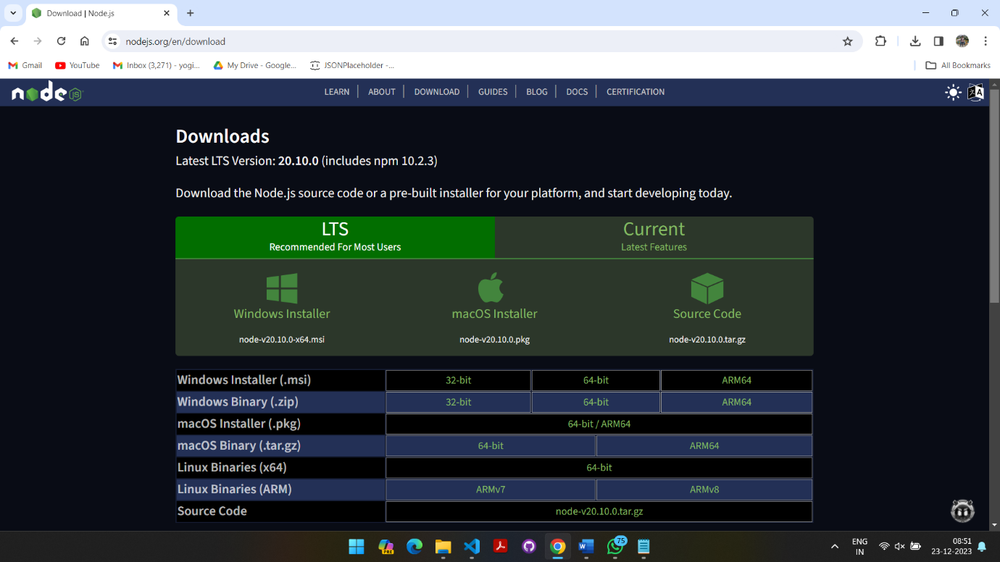 Download | Node.js
nodejs.org/en/download
Gmail YouTube Inbox (3,271) - yogi... My Drive - Google... JSONPlaceholder -... All Bookmarks
node JS LEARN ABOUT DOWNLOAD GUIDES BLOG DOCS CERTIFICATION
Downloads
Latest LTS Version: 20.10.0 (includes npm 10.2.3)
Download the Node.js source code or a pre-built installer for your platform, and start developing today.
LTS Current
Recommended For Most Users Latest Features
Windows Installer macOS Installer Source Code
node-v20.10.0-x64.msi node-v20.10.0.pkg node-v20.10.0.tar.gz
Windows Installer (.msi) 32-bit 64-bit ARM64
Windows Binary (.zip) 32-bit 64-bit ARM64
macOS Installer (.pkg) 64-bit / ARM64
macOS Binary (.tar.gz) 64-bit ARM64
Linux Binaries (x64) 64-bit
Linux Binaries (ARM) ARMv7 ARMv8
Source Code node-v20.10.0.tar.gz
PRE 75 ENG 08:51
IN 23-12-2023